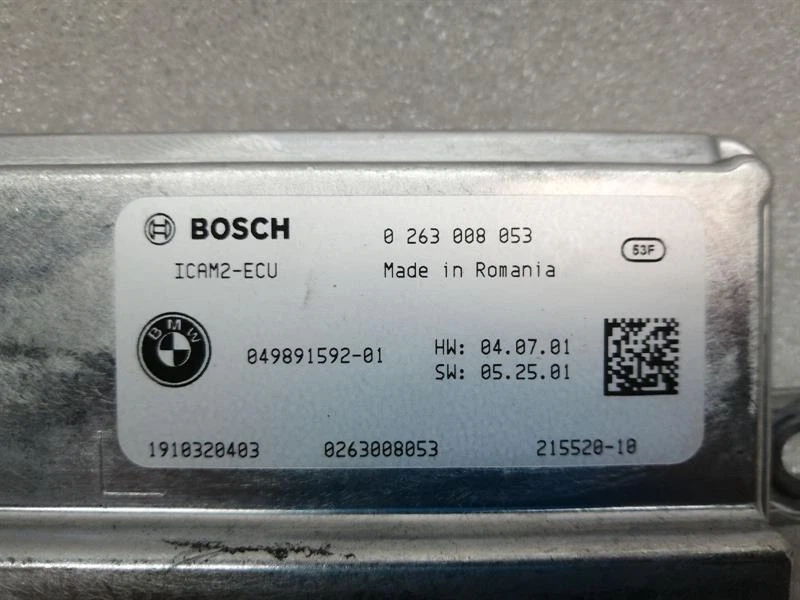 BOSCH 0 263 008 053
53F
ICAM2-ECU Made in Romania
BMW
049891592-01 HW: 04.07.01
SW: 05.25.01
1910320403 0263008053 215520-10